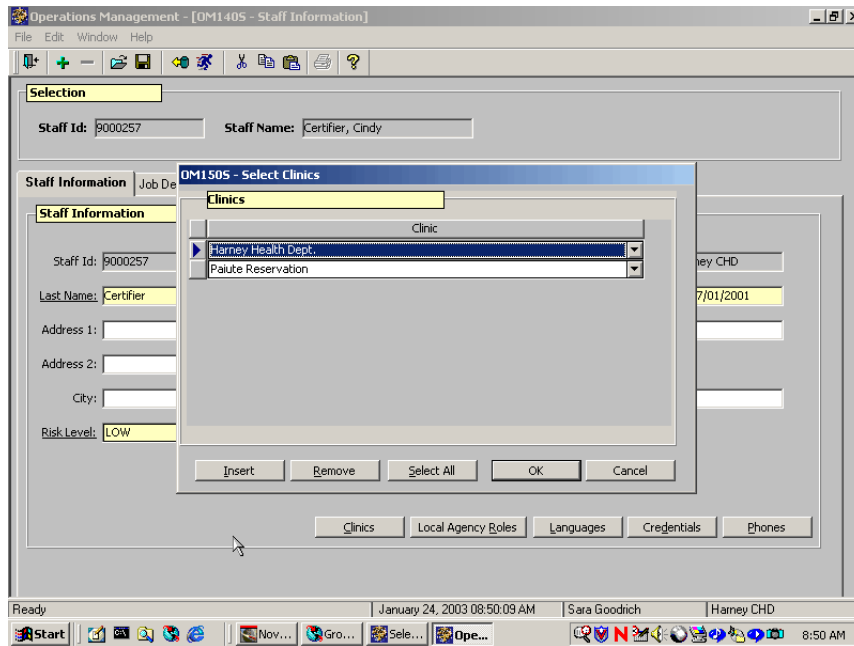 Operations Management - [OM140S - Staff Information]
File Edit Window Help
Selection
Staff Id: 9000257 Staff Name: Certifier, Cindy
Staff Information Job De
OM150S - Select Clinics
Clinics
Clinic
Harney Health Dept.
Paiute Reservation
Insert Remove Select All OK Cancel
Staff Information
Staff Id: 9000257 ney CHD
Last Name: Certifier 7/01/2001
Address 1:
Address 2:
City:
Risk Level: LOW
Clinics Local Agency Roles Languages Credentials Phones
Ready January 24, 2003 08:50:09 AM Sara Goodrich Harney CHD
Start Nov... Gro... Sele... Ope... N 8:50 AM